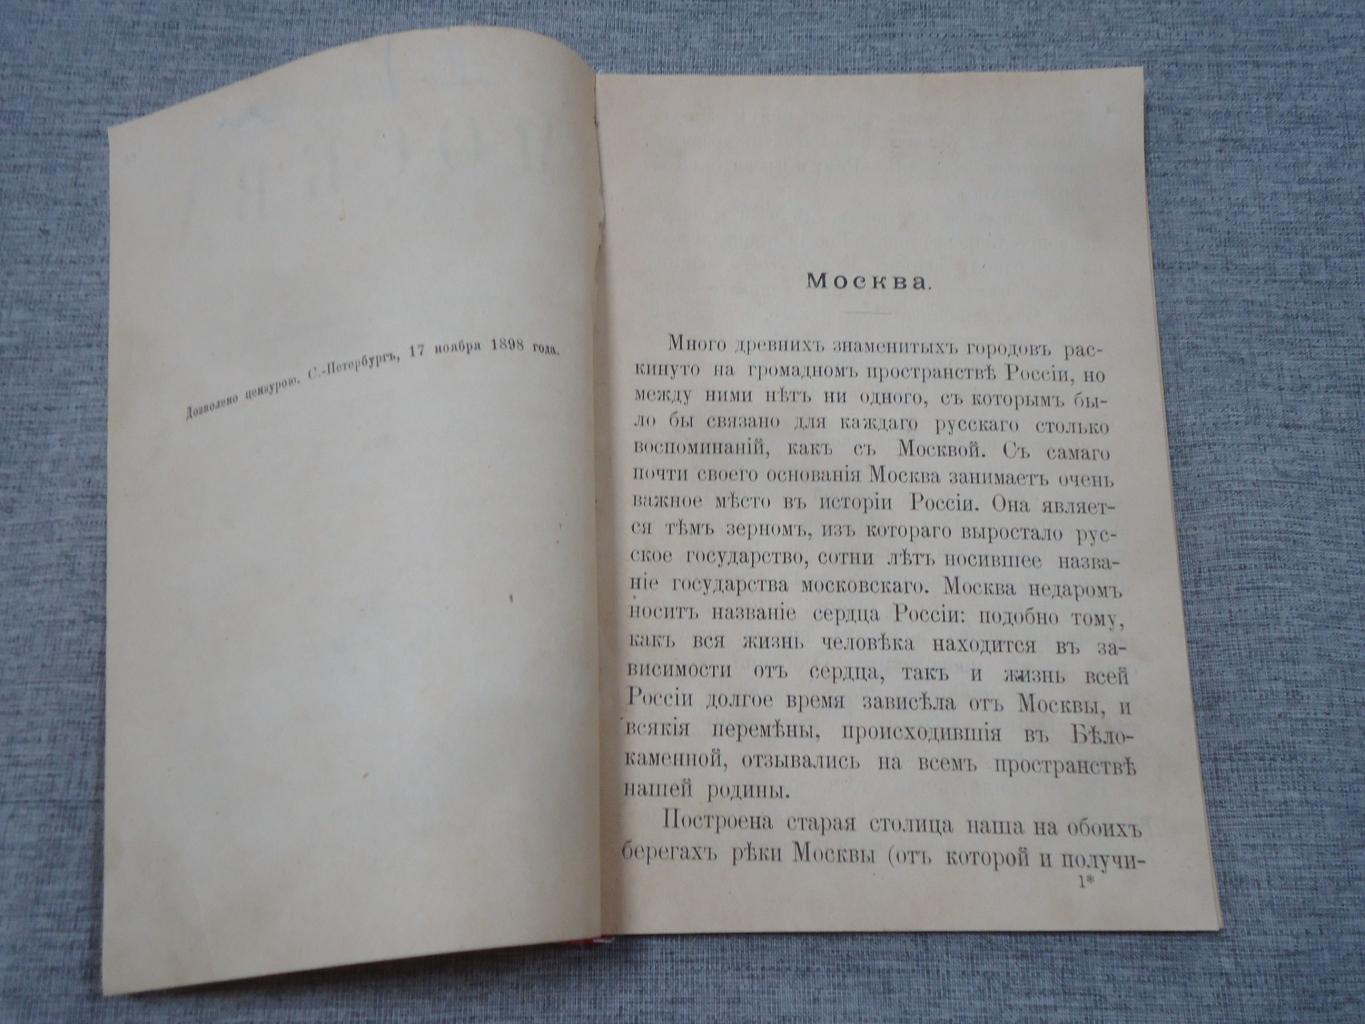 Дозволено цензурою. С.-Петербургъ, 17 ноября 1898 года.
Москва.
Много древнихъ знаменитыхъ городовъ рас-
кинуто на громадномъ пространствѣ Россіи, но
между ними нѣтъ ни одного, съ которымъ бы-
ло бы связано для каждаго русскаго столько
воспоминаній, какъ съ Москвой. Съ самаго
почти своего основанія Москва занимаетъ очень
важное мѣсто въ исторіи Россіи. Она являет-
ся тѣмъ зерномъ, изъ котораго выростало рус-
ское государство, сотни лѣтъ носившее назва-
ніе государства московскаго. Москва недаромъ
носитъ названіе сердца Россіи: подобно тому,
какъ вся жизнь человѣка находится въ за-
висимости отъ сердца, такъ и жизнь всей
Россіи долгое время зависѣла отъ Москвы, и
всякія перемѣны, происходившія въ Бѣло-
каменной, отзывались на всемъ пространствѣ
нашей родины.
Построена старая столица наша на обоихъ
берегахъ рѣки Москвы (отъ которой и получи-
1*